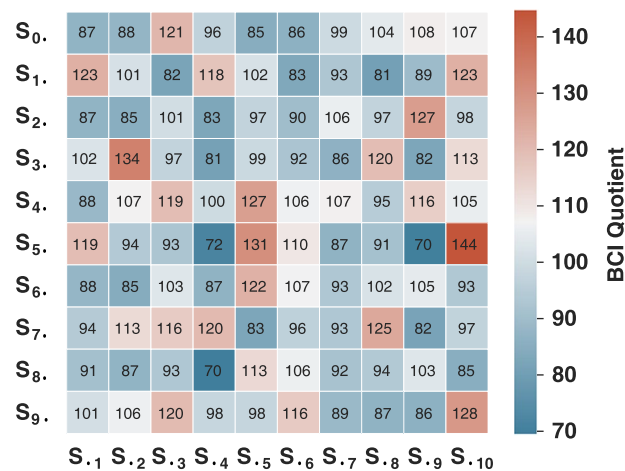 S0. 87 88 121 96 85 86 99 104 108 107
S1. 123 101 82 118 102 83 93 81 89 123
S2. 87 85 101 83 97 90 106 97 127 98
S3. 102 134 97 81 99 92 86 120 82 113
S4. 88 107 119 100 127 106 107 95 116 105
S5. 119 94 93 72 131 110 87 91 70 144
S6. 88 85 103 87 122 107 93 102 105 93
S7. 94 113 116 120 83 96 93 125 82 97
S8. 91 87 93 70 113 106 92 94 103 85
S9. 101 106 120 98 98 116 89 87 86 128
S.1 S.2 S.3 S.4 S.5 S.6 S.7 S.8 S.9 S.10
140
130
120
110
100
90
80
70
BCI Quotient